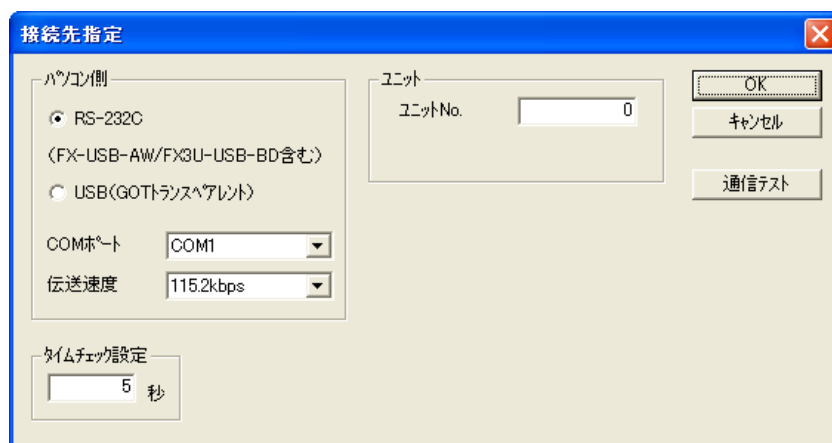 接続先指定
ﾊﾟｿｺﾝ側
RS-232C
(FX-USB-AW/FX3U-USB-BD含む)
USB(GOTﾄﾗﾝｽﾍﾟｱﾚﾝﾄ)
COMﾎﾟｰﾄ
COM1
伝送速度
115.2kbps
ﾀｲﾑﾁｪｯｸ設定
5 秒
ﾕﾆｯﾄ
ﾕﾆｯﾄNo.
0
OK
ｷｬﾝｾﾙ
通信ﾃｽﾄ